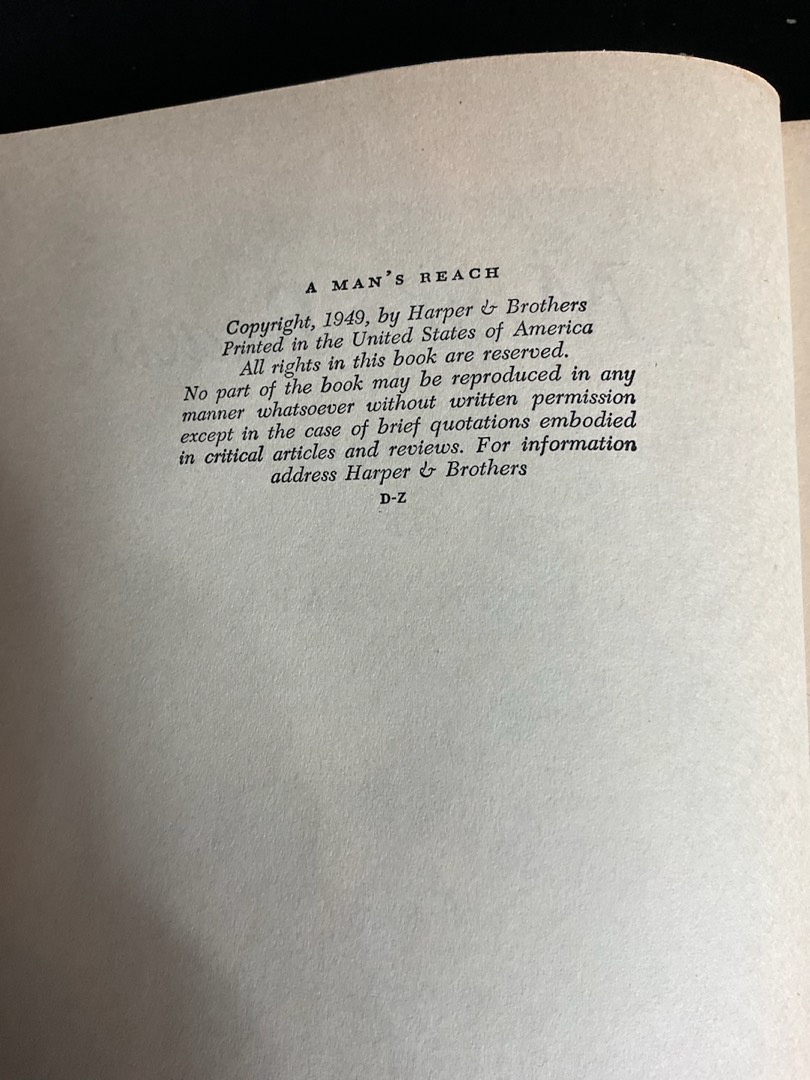 A MAN'S REACH
Copyright, 1949, by Harper & Brothers
Printed in the United States of America
All rights in this book are reserved.
No part of the book may be reproduced in any
manner whatsoever without written permission
except in the case of brief quotations embodied
in critical articles and reviews. For information
address Harper & Brothers
D-Z